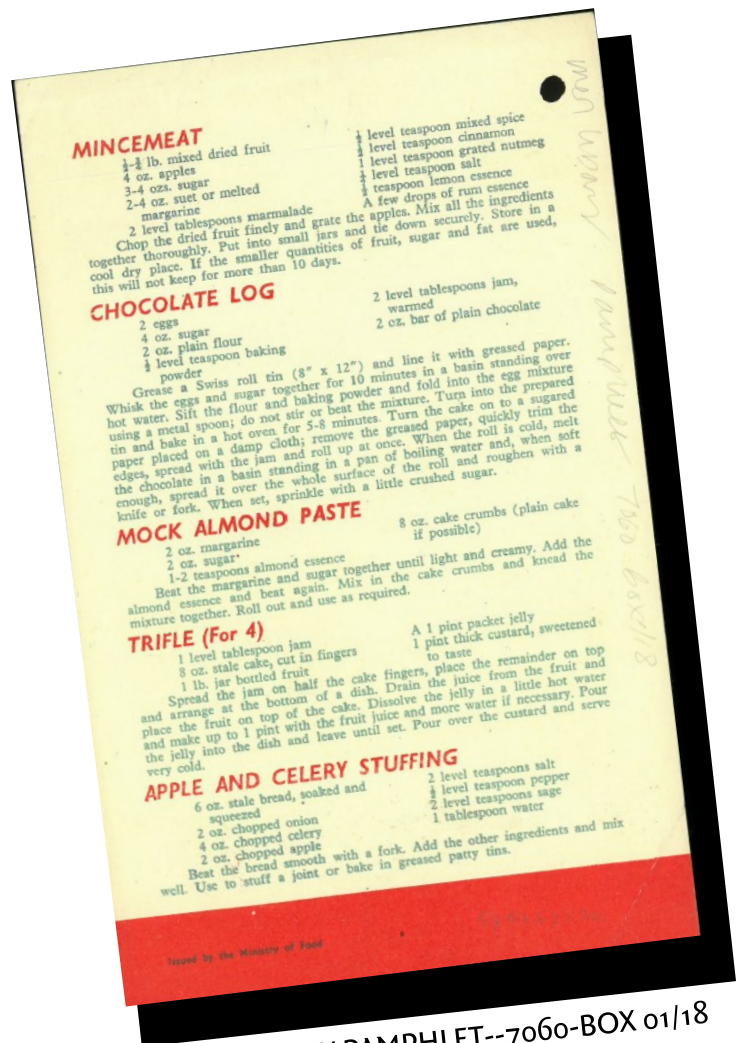 MINCEMEAT
½-¾ lb. mixed dried fruit
4 oz. apples
3-4 ozs. sugar
2-4 oz. suet or melted
margarine
2 level tablespoons marmalade
level teaspoon mixed spice
level teaspoon cinnamon
1 level teaspoon grated nutmeg
level teaspoon salt
teaspoon lemon essence
A few drops of rum essence
Chop the dried fruit finely and grate the apples. Mix all the ingredients
together thoroughly. Put into small jars and tie down securely. Store in a
cool dry place. If the smaller quantities of fruit, sugar and fat are used,
this will not keep for more than 10 days.
CHOCOLATE LOG
2 eggs
4 oz. sugar
2 oz. plain flour
level teaspoon baking
powder
2 level tablespoons jam,
warmed
2 oz. bar of plain chocolate
Grease a Swiss roll tin (8" x 12") and line it with greased paper.
Whisk the eggs and sugar together for 10 minutes in a basin standing over
hot water. Sift the flour and baking powder and fold into the egg mixture
using a metal spoon; do not stir or beat the mixture. Turn into the prepared
tin and bake in a hot oven for 5-8 minutes. Turn the cake on to a sugared
paper placed on a damp cloth; remove the greased paper, quickly trim the
edges, spread with the jam and roll up at once. When the roll is cold, melt
the chocolate in a basin standing in a pan of boiling water and, when soft
enough, spread it over the whole surface of the roll and roughen with a
knife or fork. When set, sprinkle with a little crushed sugar.
MOCK ALMOND PASTE
2 oz. margarine
2 oz. sugar
1-2 teaspoons almond essence
8 oz. cake crumbs (plain cake
if possible)
Beat the margarine and sugar together until light and creamy. Add the
almond essence and beat again. Mix in the cake crumbs and knead the
mixture together. Roll out and use as required.
TRIFLE (For 4)
1 level tablespoon jam
8 oz. stale cake, cut in fingers
1 lb. jar bottled fruit
A 1 pint packet jelly
1 pint thick custard, sweetened
to taste
Spread the jam on half the cake fingers, place the remainder on top
and arrange at the bottom of a dish. Drain the juice from the fruit and
place the fruit on top of the cake. Dissolve the jelly in a little hot water
and make up to 1 pint with the fruit juice and more water if necessary. Pour
the jelly into the dish and leave until set. Pour over the custard and serve
very cold.
APPLE AND CELERY STUFFING
6 oz. stale bread, soaked and
squeezed
2 oz. chopped onion
4 oz. chopped celery
2 oz. chopped apple
2 level teaspoons salt
level teaspoon pepper
2 level teaspoons sage
1 tablespoon water
Beat the bread smooth with a fork. Add the other ingredients and mix
well. Use to stuff a joint or bake in greased patty tins.
Issued by the Ministry of Food
pamphlet 7060 box 1/18
PAMPHLET--7060-BOX 01/18